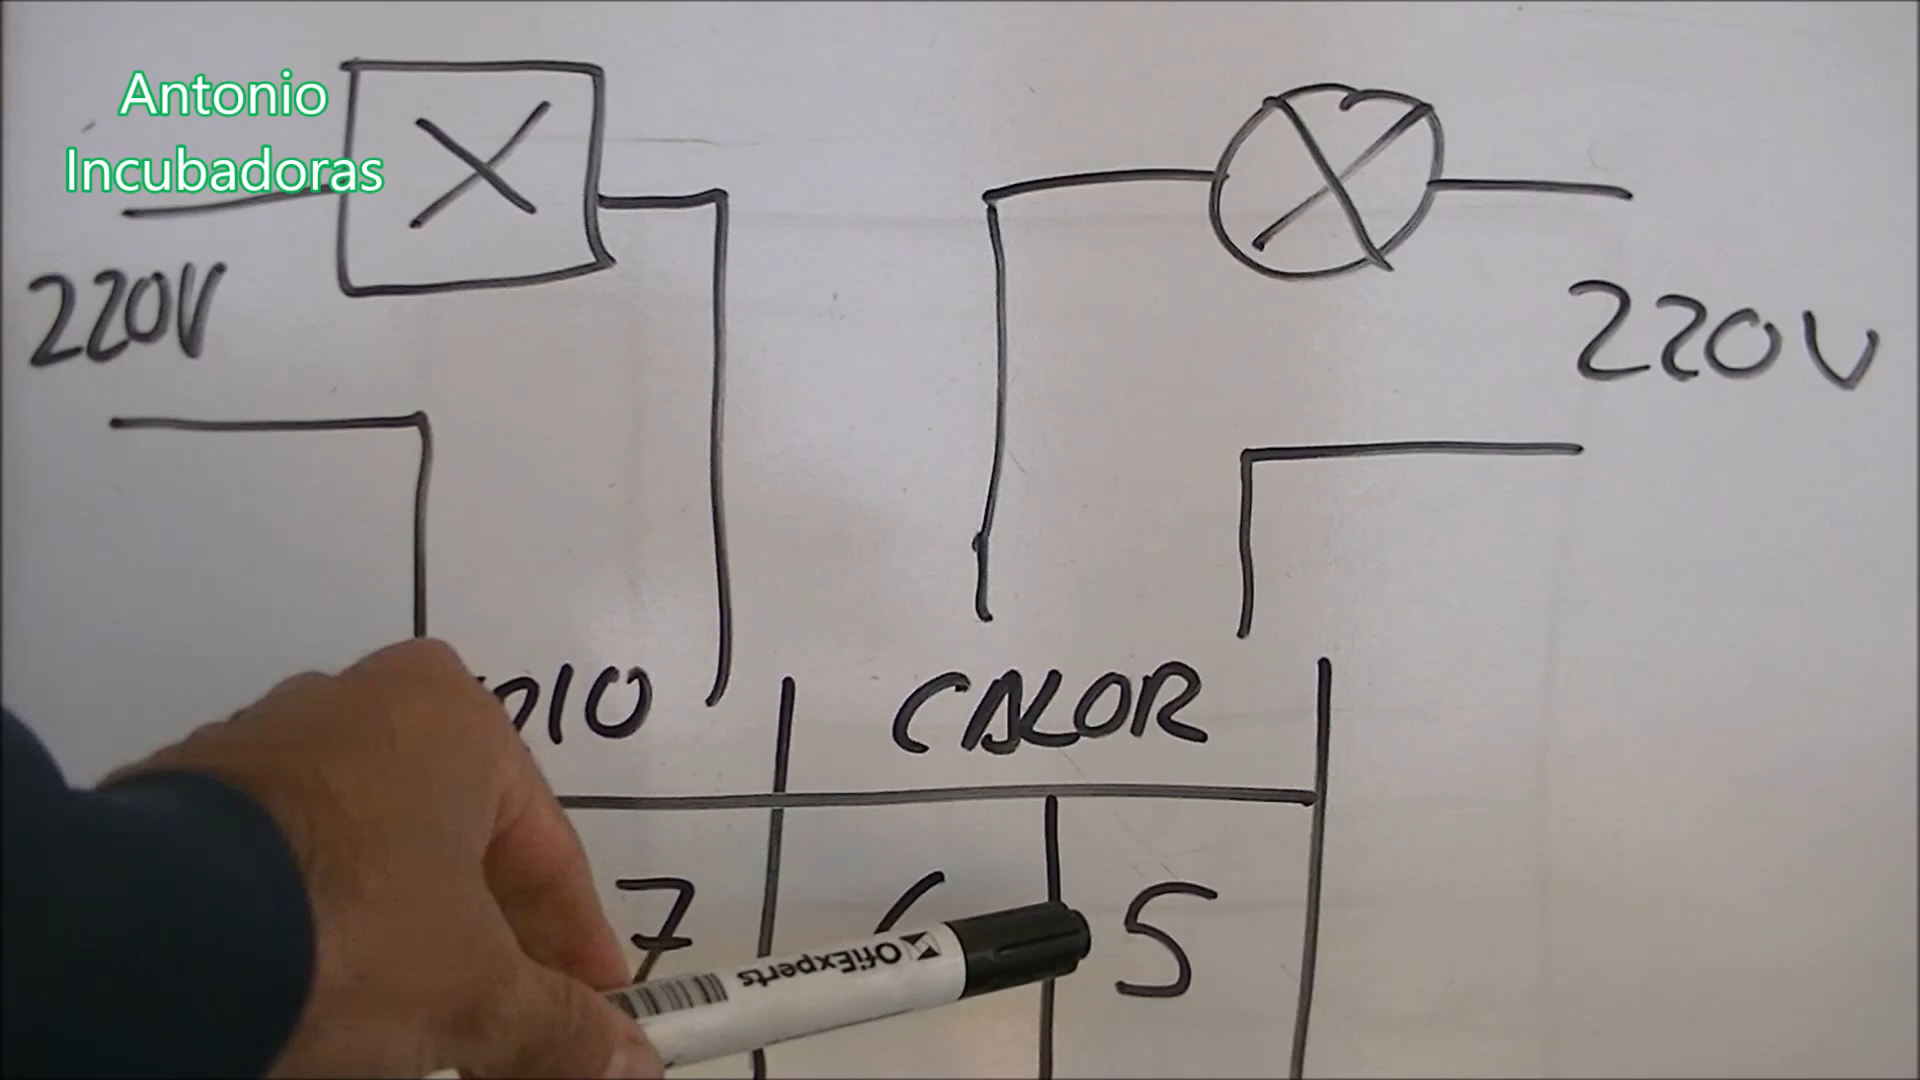 Antonio
Incubadoras
220V
220V
CALOR
7
5
OfiExperts